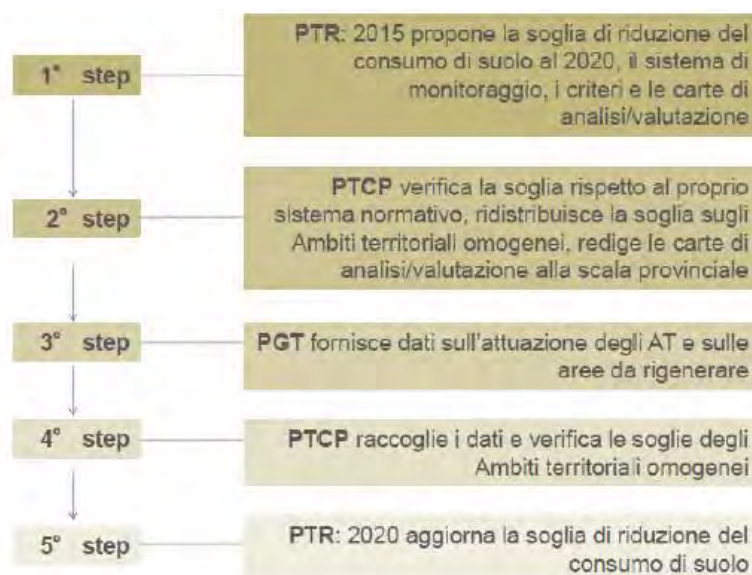 1° step
PTR: 2015 propone la soglia di riduzione del
consumo di suolo al 2020, il sistema di
monitoraggio, i criteri e le carte di
analisi/valutazione
2° step
PTCP verifica la soglia rispetto al proprio
sistema normativo, ridistribuisce la soglia sugli
Ambiti territoriali omogenei, redige le carte di
analisi/valutazione alla scala provinciale
3° step
PGT fornisce dati sull'attuazione degli AT e sulle
aree da rigenerare
4° step
PTCP raccoglie i dati e verifica le soglie degli
Ambiti territoriali omogenei
5° step
PTR: 2020 aggiorna la soglia di riduzione del
consumo di suolo